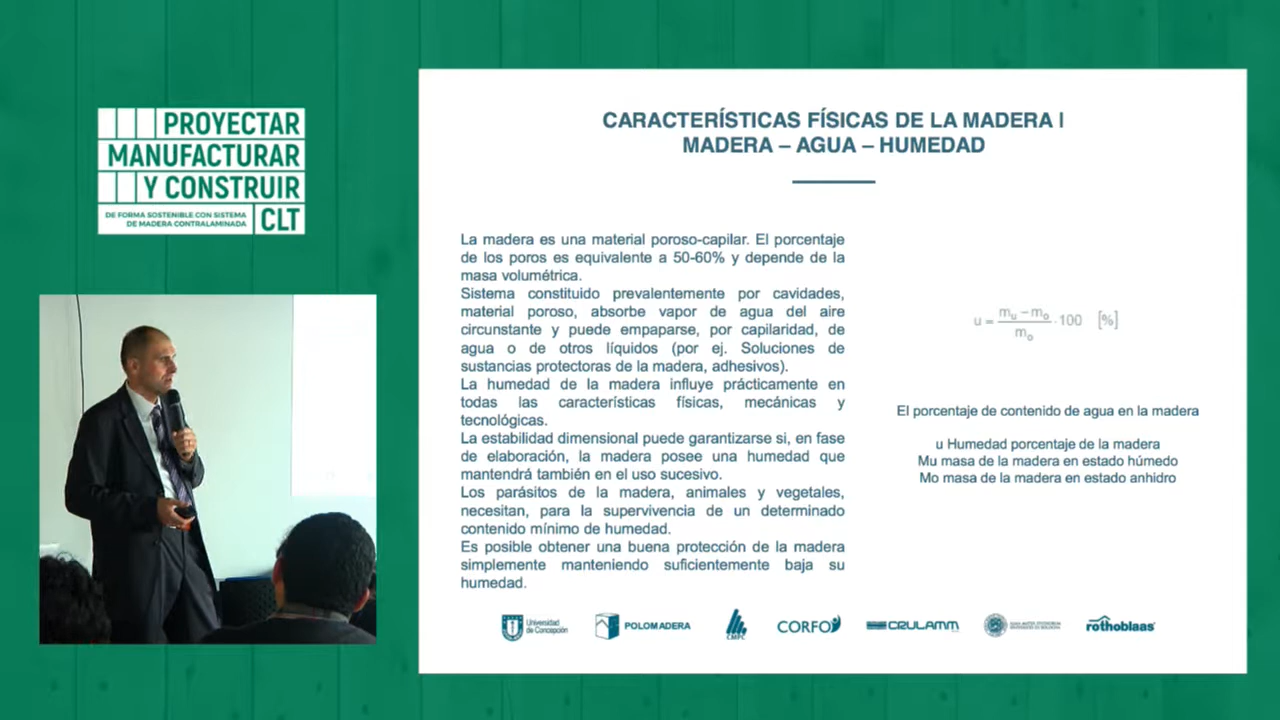 PROYECTAR
MANUFACTURAR
Y CONSTRUIR
DE FORMA SOSTENIBLE CON SISTEMA
DE MADERA CONTRALAMINADA
CLT
CARACTERÍSTICAS FÍSICAS DE LA MADERA I
MADERA – AGUA – HUMEDAD
La madera es una material poroso-capilar. El porcentaje
de los poros es equivalente a 50-60% y depende de la
masa volumétrica.
Sistema constituido prevalentemente por cavidades,
material poroso, absorbe vapor de agua del aire
circunstante y puede empaparse, por capilaridad, de
agua o de otros líquidos (por ej. Soluciones de
sustancias protectoras de la madera, adhesivos).
La humedad de la madera influye prácticamente en
todas las características físicas, mecánicas y
tecnológicas.
La estabilidad dimensional puede garantizarse si, en fase
de elaboración, la madera posee una humedad que
mantendrá también en el uso sucesivo.
Los parásitos de la madera, animales y vegetales,
necesitan, para la supervivencia de un determinado
contenido mínimo de humedad.
Es posible obtener una buena protección de la madera
simplemente manteniendo suficientemente baja su
humedad.
u = (mu – mo) / mo · 100 [%]
El porcentaje de contenido de agua en la madera
u Humedad porcentaje de la madera
Mu masa de la madera en estado húmedo
Mo masa de la madera en estado anhidro
Universidad
de Concepción
POLOMADERA
CMPC
CORFO
CRULAMM
rothoblaas